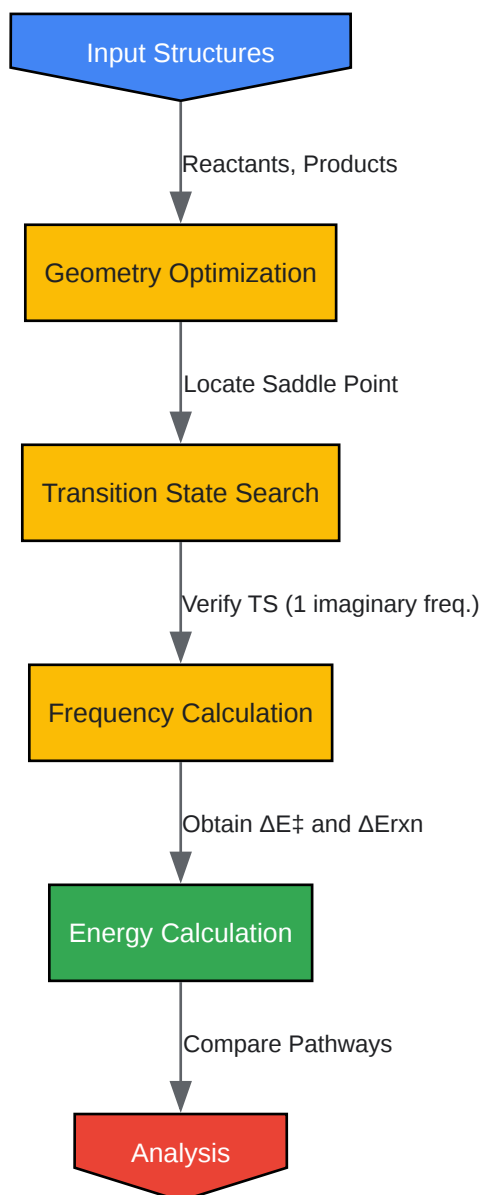 Input Structures
Reactants, Products
Geometry Optimization
Locate Saddle Point
Transition State Search
Verify TS (1 imaginary freq.)
Frequency Calculation
Obtain ΔE‡ and ΔErxn
Energy Calculation
Compare Pathways
Analysis